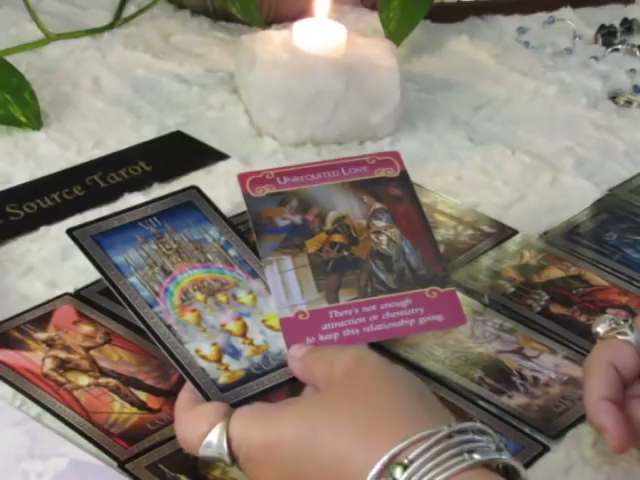 Source Tarot
VII
Unrequited Love
There's not enough
attraction or chemistry
to keep this relationship going.